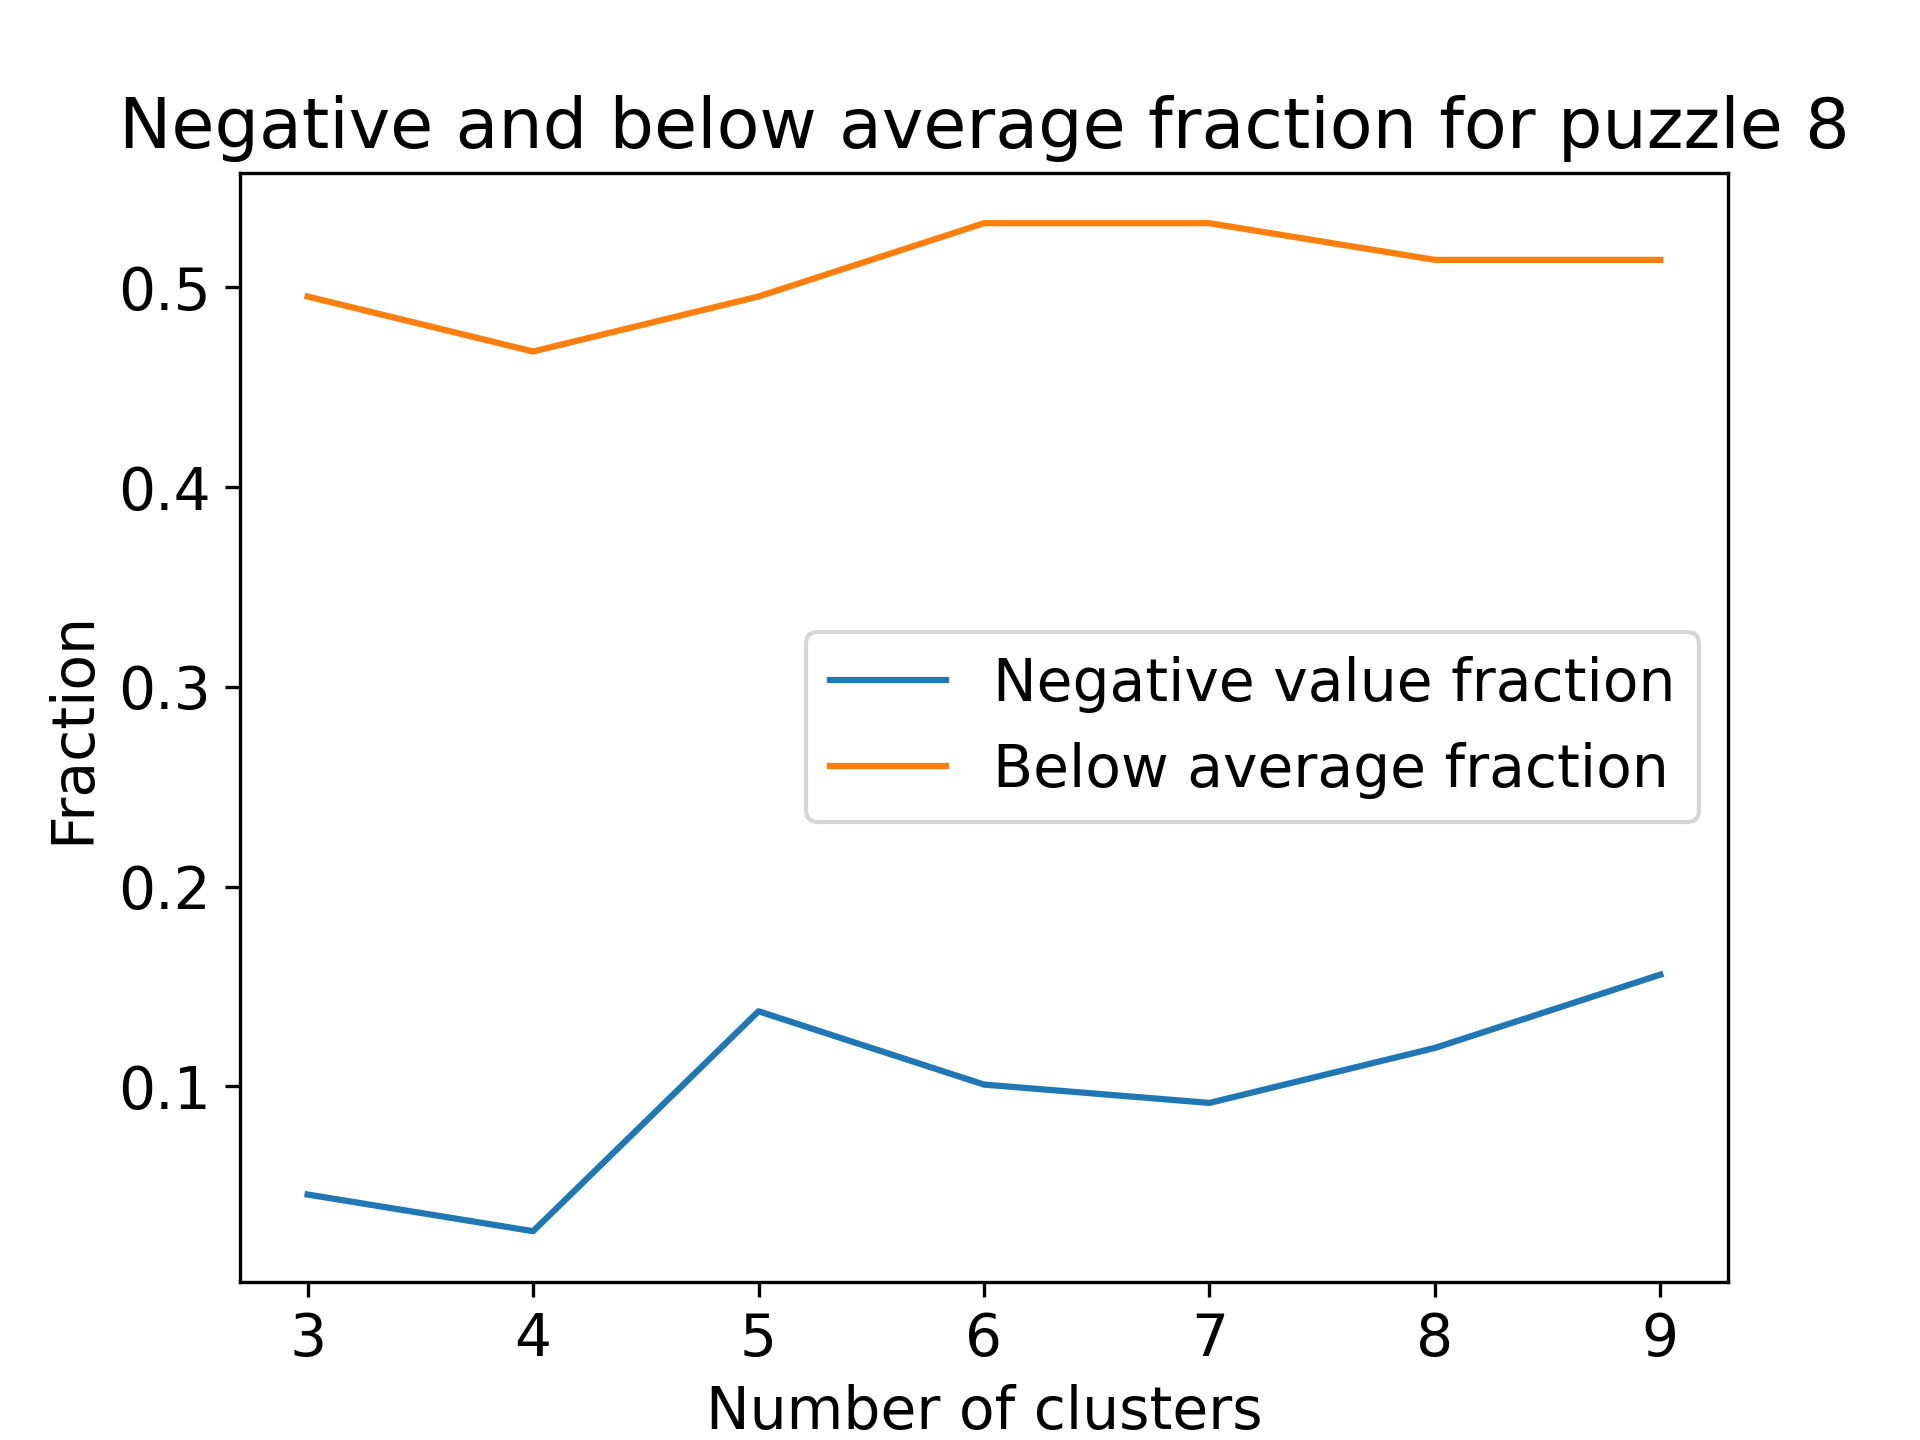 Negative and below average fraction for puzzle 8
0.5
0.4
0.3
0.2
0.1
Fraction
Negative value fraction
Below average fraction
3 4 5 6 7 8 9
Number of clusters